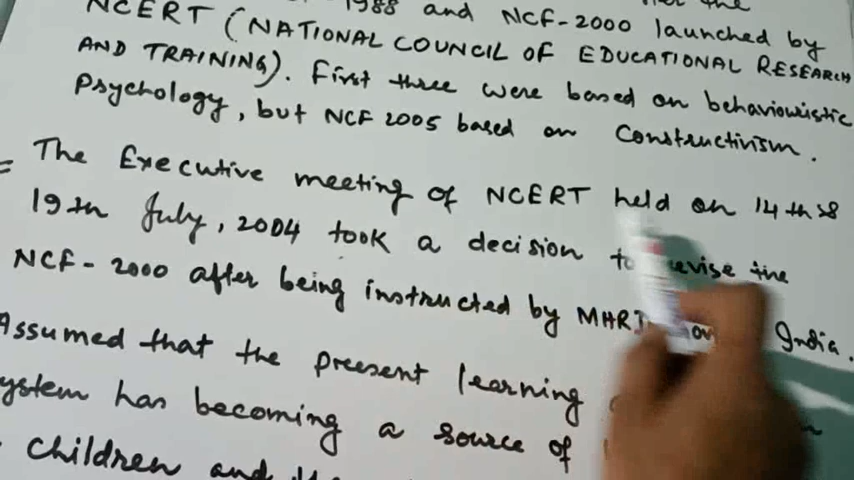 1988 and NCF-2000 launched by
NCERT (NATIONAL COUNCIL OF EDUCATIONAL RESEARCH
AND TRAINING). First three were based on behaviouristic
Psychology, but NCF 2005 based on Constructivism.
= The Executive meeting of NCERT held on 14th &
19th July, 2004 took a decision to revise the
NCF-2000 after being instructed by MHRD India.
Assumed that the present learning
system has becoming a source of
Children and